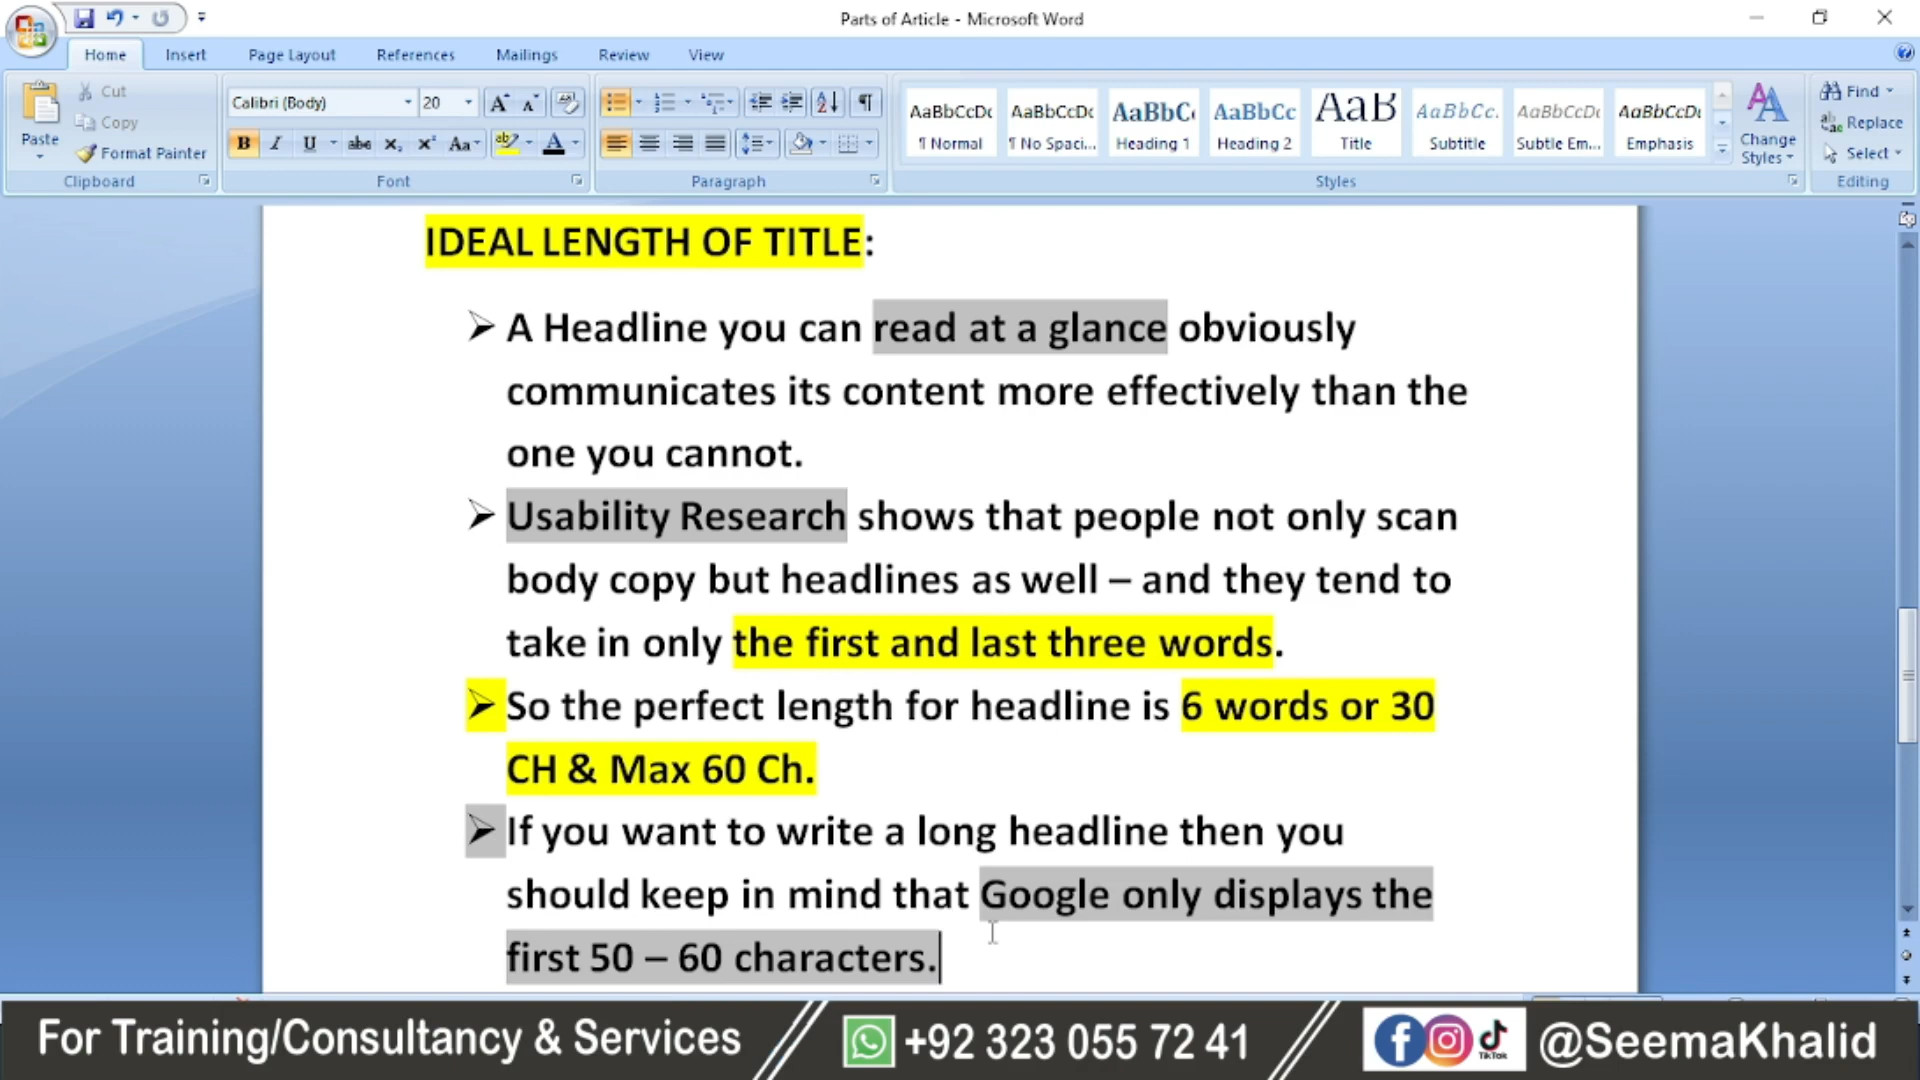 Parts of Article - Microsoft Word
Home Insert Page Layout References Mailings Review View
Paste
Cut
Copy
Format Painter
Clipboard
Calibri (Body) 20
Font
Paragraph
AaBbCcDc AaBbCcDc AaBbC AaBbCc AaB AaBbCc. AaBbCcDc AaBbCcDc
¶ Normal ¶ No Spaci... Heading 1 Heading 2 Title Subtitle Subtle Em... Emphasis
Change Styles
Styles
Find
Replace
Select
Editing
IDEAL LENGTH OF TITLE:
➢ A Headline you can read at a glance obviously
communicates its content more effectively than the
one you cannot.
➢ Usability Research shows that people not only scan
body copy but headlines as well – and they tend to
take in only the first and last three words.
➢ So the perfect length for headline is 6 words or 30
CH & Max 60 Ch.
➢ If you want to write a long headline then you
should keep in mind that Google only displays the
first 50 – 60 characters.
For Training/Consultancy & Services +92 323 055 72 41 TikTok @SeemaKhalid